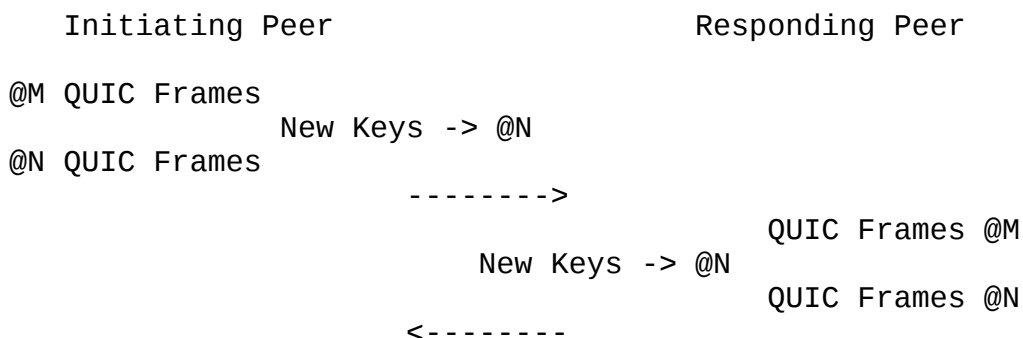 Initiating Peer                    Responding Peer
@M QUIC Frames
New Keys -> @N
@N QUIC Frames
-------->
QUIC Frames @M
New Keys -> @N
QUIC Frames @N
<--------